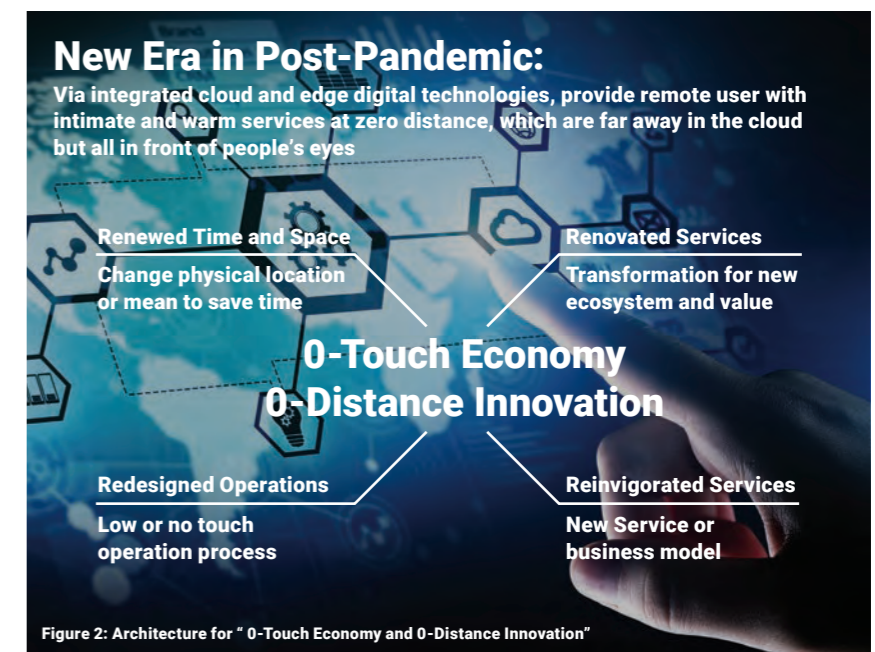 Brand
New Era in Post-Pandemic:
Via integrated cloud and edge digital technologies, provide remote user with
intimate and warm services at zero distance, which are far away in the cloud
but all in front of people's eyes
Renewed Time and Space
Change physical location
or mean to save time
Renovated Services
Transformation for new
ecosystem and value
0-Touch Economy
0-Distance Innovation
Redesigned Operations
Low or no touch
operation process
Reinvigorated Services
New Service or
business model
Figure 2: Architecture for “ 0-Touch Economy and 0-Distance Innovation”